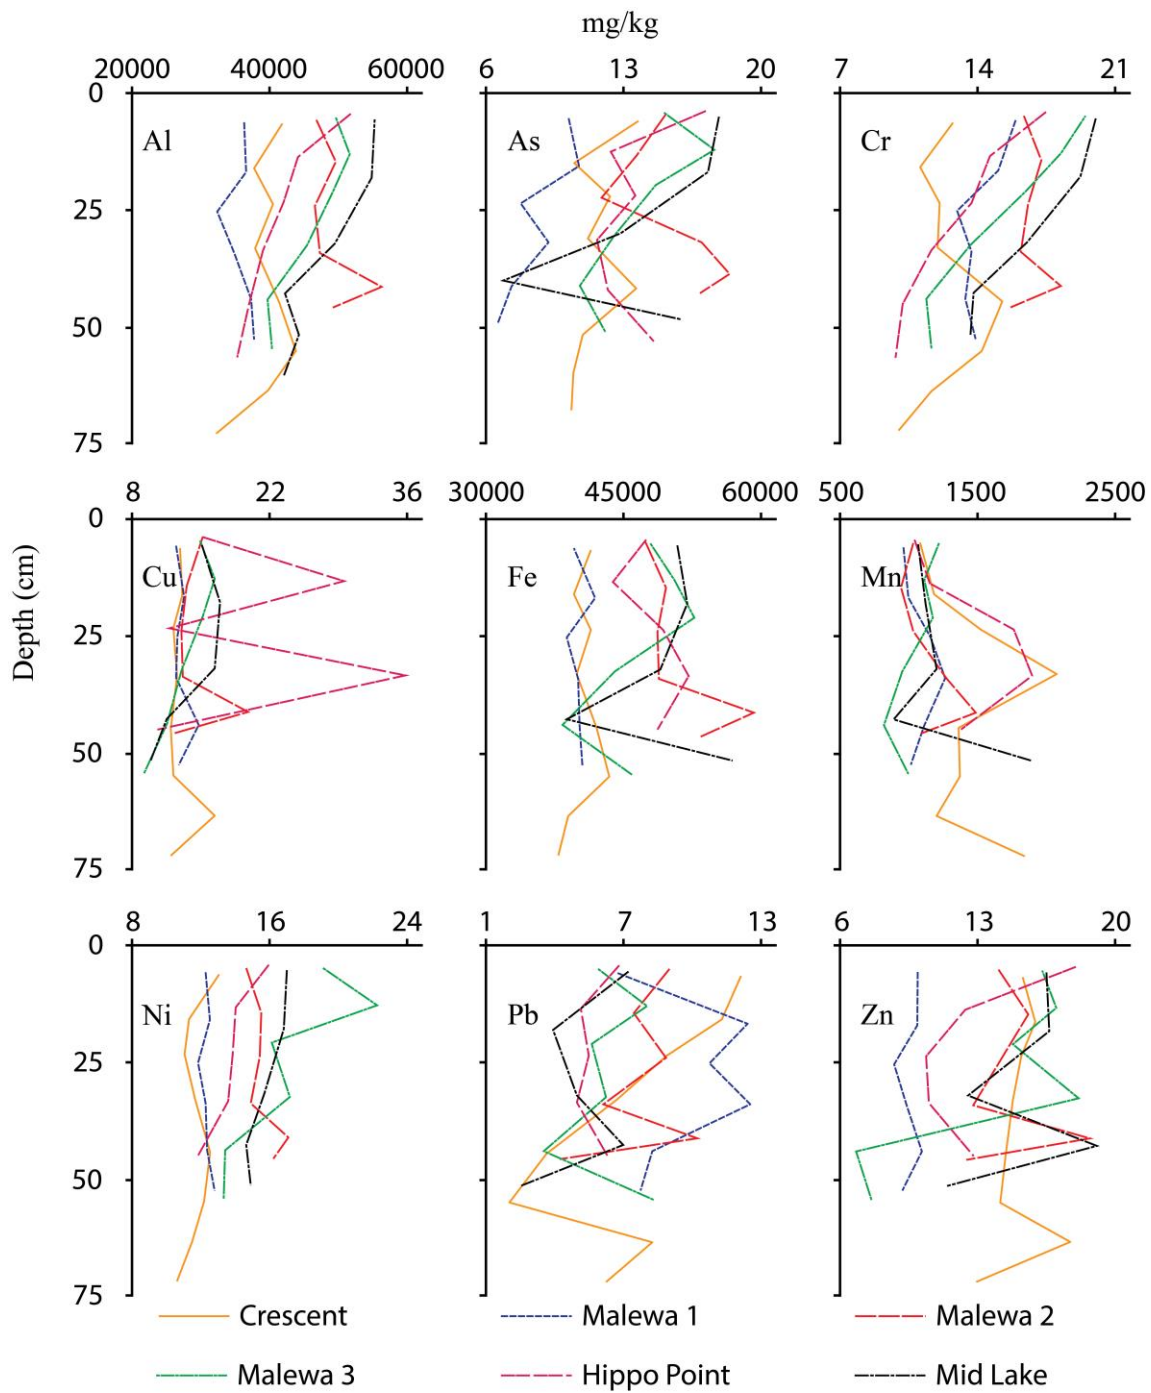 mg/kg
20000 40000 60000 6 13 20 7 14 21
0
Al As Cr
25
50
75
8 22 36 30000 45000 60000 500 1500 2500
0
Cu Fe Mn
Depth (cm)
25
50
75
8 16 24 1 7 13 6 13 20
0
Ni Pb Zn
25
50
75
Crescent Malewa 1 Malewa 2
Malewa 3 Hippo Point Mid Lake